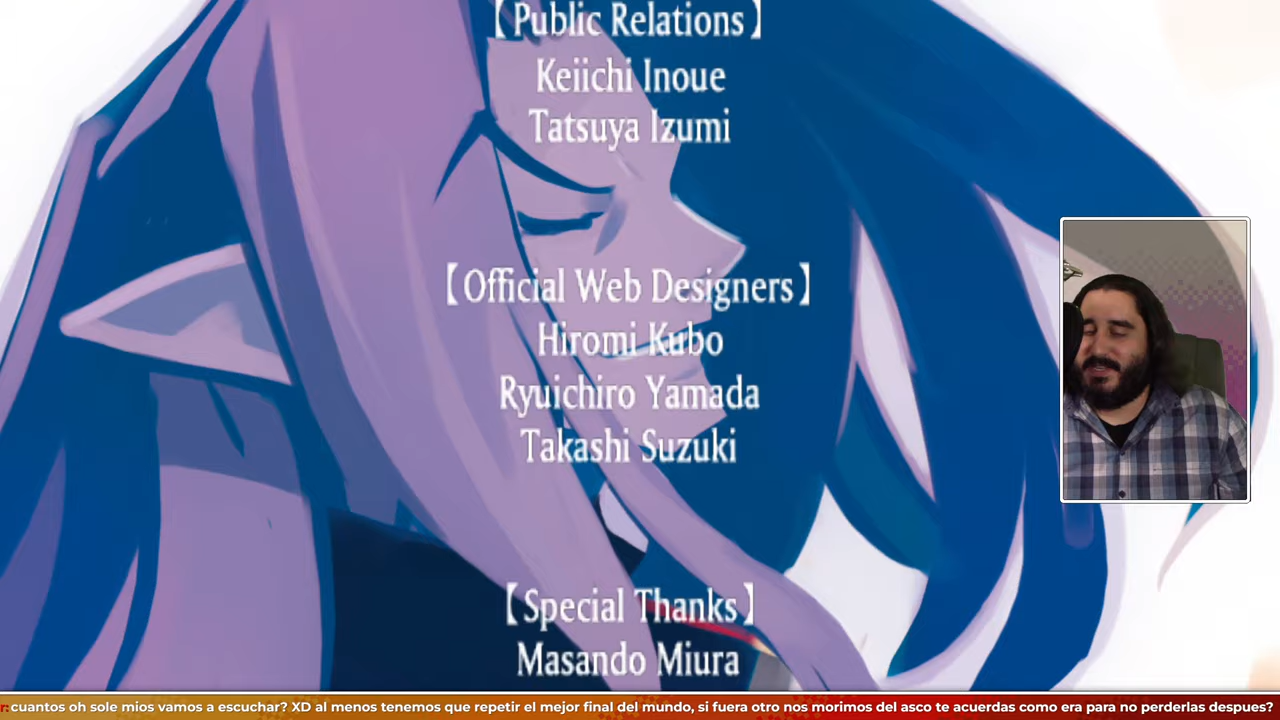 【Public Relations】
Keiichi Inoue
Tatsuya Izumi
【Official Web Designers】
Hiromi Kubo
Ryuichiro Yamada
Takashi Suzuki
【Special Thanks】
Masando Miura
r: cuantos oh sole mios vamos a escuchar? XD al menos tenemos que repetir el mejor final del mundo, si fuera otro nos morimos del asco te acuerdas como era para no perderlas despues?